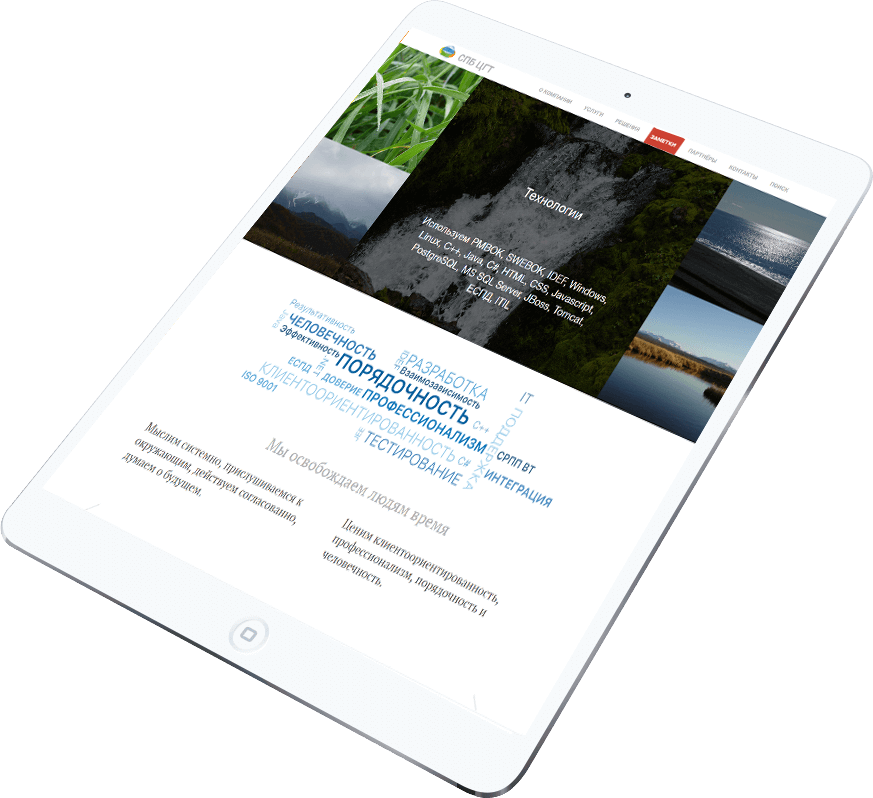 СПБ ЦГТ
О КОМПАНИИ УСЛУГИ РЕШЕНИЯ ЗАМЕТКИ ПАРТНЁРЫ КОНТАКТЫ ПОИСК
Технологии
Используем PMBOK, SWEBOK, IDEF, Windows,
Linux, C++, Java, C#, HTML, CSS, Javascript,
PostgreSQL, MS SQL Server, JBoss, Tomcat,
ЕСПД, ITIL
Результативность
ЧЕЛОВЕЧНОСТЬ
Эффективность
РАЗРАБОТКА
Взаимозависимость
IT
ЕСПД
.NET
ПОРЯДОЧНОСТЬ
C++
ДОВЕРИЕ
ПРОФЕССИОНАЛИЗМ
ISO 9001
КЛИЕНТООРИЕНТИРОВАННОСТЬ
C#
ПОДДЕРЖКА
СРПП ВТ
ТЕСТИРОВАНИЕ
ИНТЕГРАЦИЯ
Мы освобождаем людям время
Мыслим системно, прислушиваемся к
окружающим, действуем согласованно,
думаем о будущем.
Ценим клиентоориентированность,
профессионализм, порядочность и
человечность.